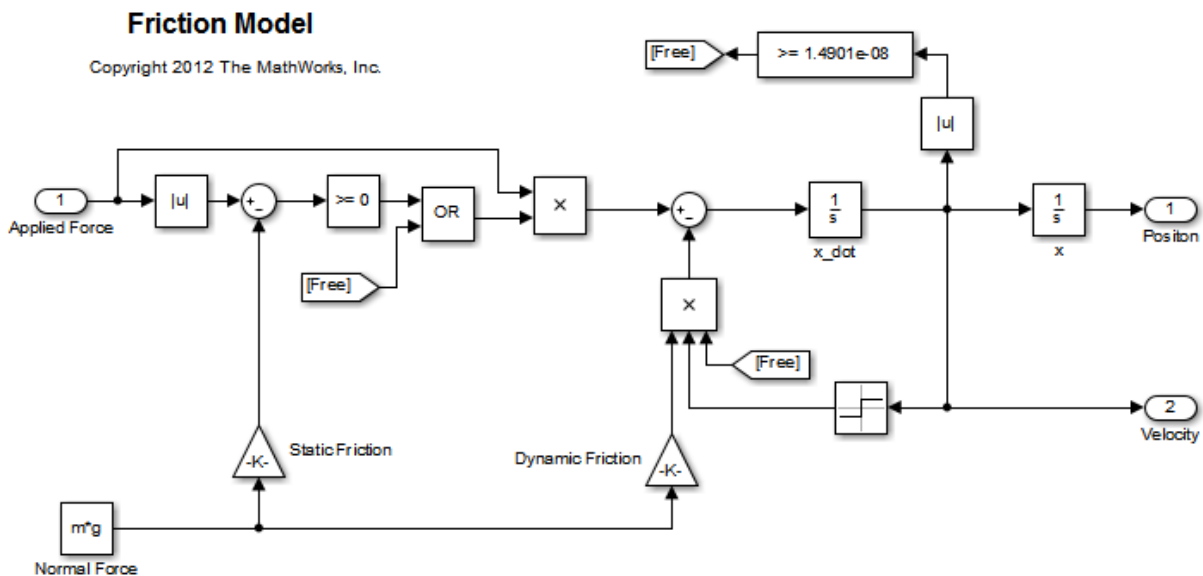 Friction Model
Copyright 2012 The MathWorks, Inc.
[Free]
>= 1.4901e-08
|u|
1
Applied Force
|u|
+
-
>= 0
OR
[Free]
×
+
-
1
s
x_dot
1
s
x
1
Positon
×
[Free]
2
Velocity
-K-
Static Friction
Dynamic Friction
-K-
m*g
Normal Force